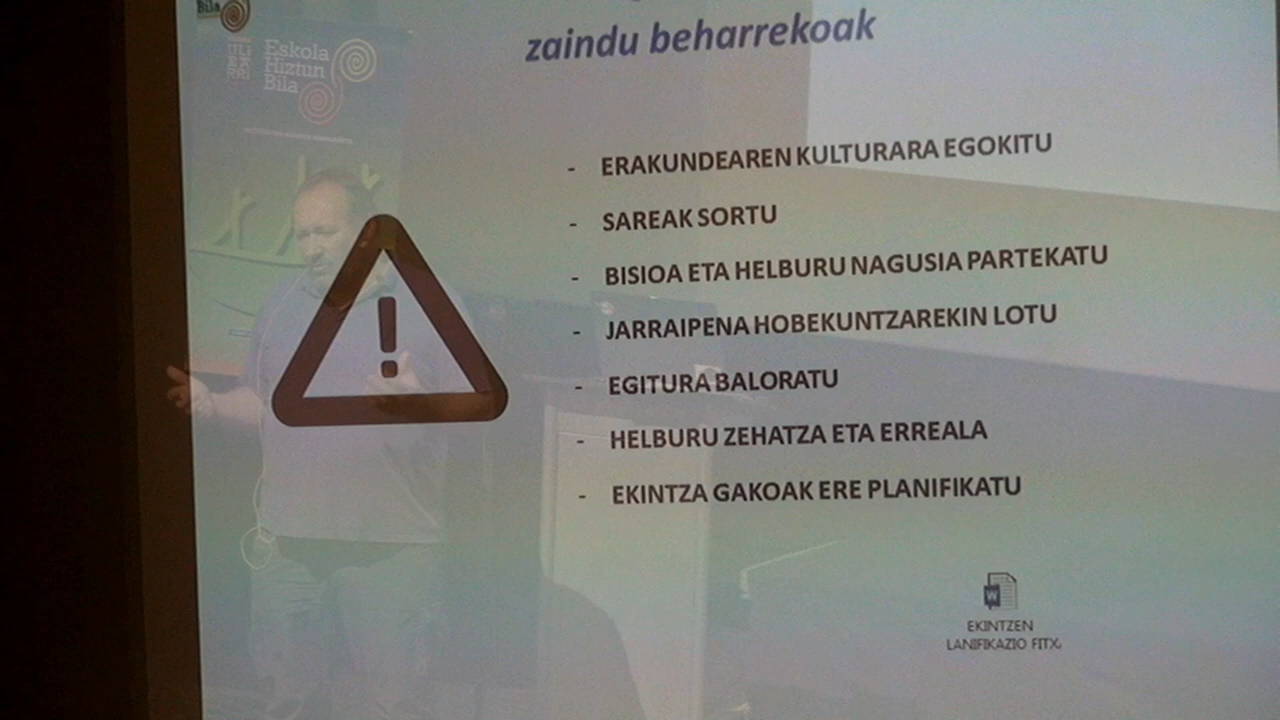 Bila
Eskola
Hiztun
Bila
zaindu beharrekoak
- ERAKUNDEAREN KULTURARA EGOKITU
- SAREAK SORTU
- BISIOA ETA HELBURU NAGUSIA PARTEKATU
- JARRAIPENA HOBEKUNTZAREKIN LOTU
- EGITURA BALORATU
- HELBURU ZEHATZA ETA ERREALA
- EKINTZA GAKOAK ERE PLANIFIKATU
W
EKINTZEN
LANIFIKAZIO FITX